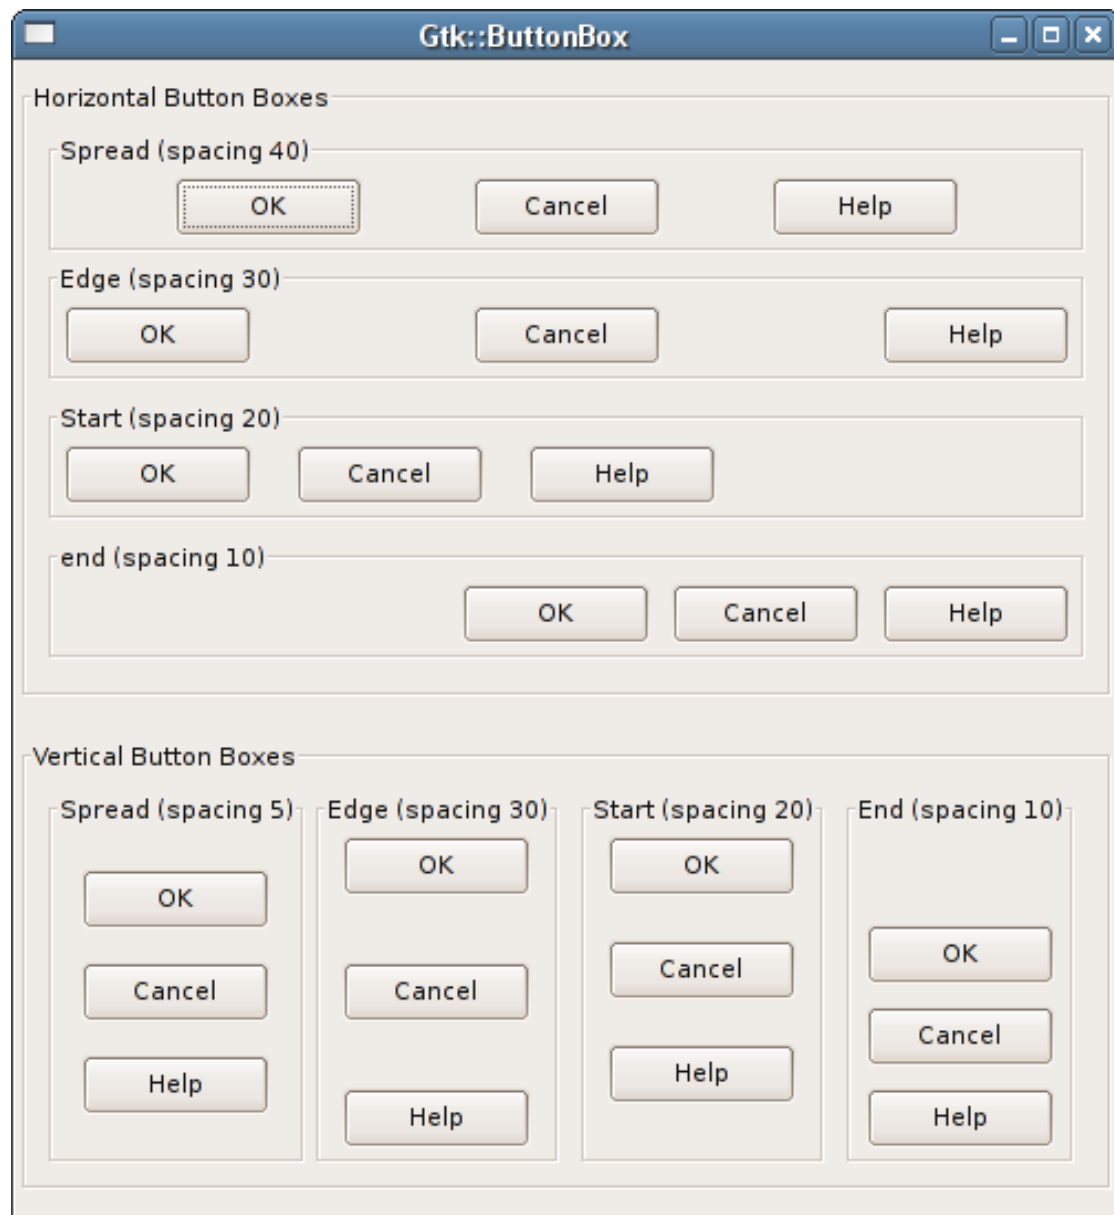 Gtk::ButtonBox
Horizontal Button Boxes
Spread (spacing 40)
OK Cancel Help
Edge (spacing 30)
OK Cancel Help
Start (spacing 20)
OK Cancel Help
end (spacing 10)
OK Cancel Help
Vertical Button Boxes
Spread (spacing 5)
OK
Cancel
Help
Edge (spacing 30)
OK
Cancel
Help
Start (spacing 20)
OK
Cancel
Help
End (spacing 10)
OK
Cancel
Help